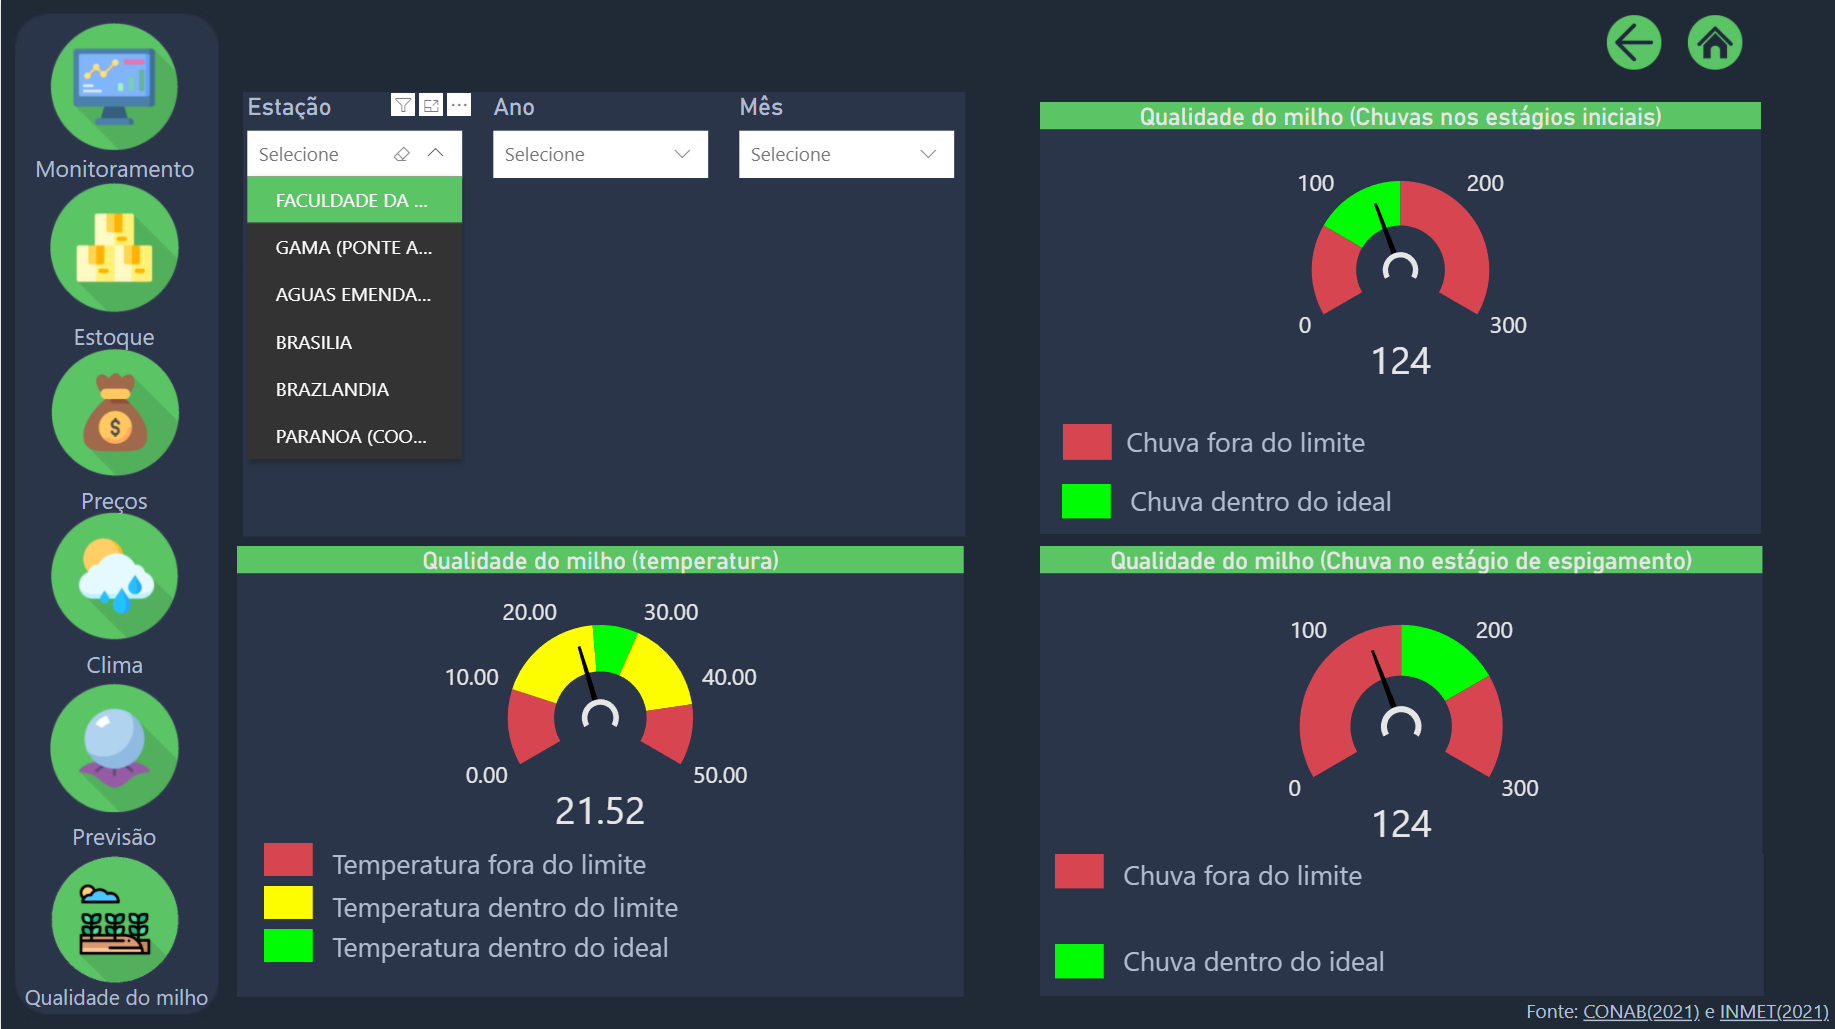 Monitoramento
Estoque
Preços
Clima
Previsão
Qualidade do milho
Estação
Selecione
FACULDADE DA ...
GAMA (PONTE A...
AGUAS EMENDA...
BRASILIA
BRAZLANDIA
PARANOA (COO...
Ano
Selecione
Mês
Selecione
Qualidade do milho (Chuvas nos estágios iniciais)
100
200
0
300
124
Chuva fora do limite
Chuva dentro do ideal
Qualidade do milho (temperatura)
20.00
30.00
10.00
40.00
0.00
50.00
21.52
Temperatura fora do limite
Temperatura dentro do limite
Temperatura dentro do ideal
Qualidade do milho (Chuva no estágio de espigamento)
100
200
0
300
124
Chuva fora do limite
Chuva dentro do ideal
Fonte: CONAB(2021) e INMET(2021)